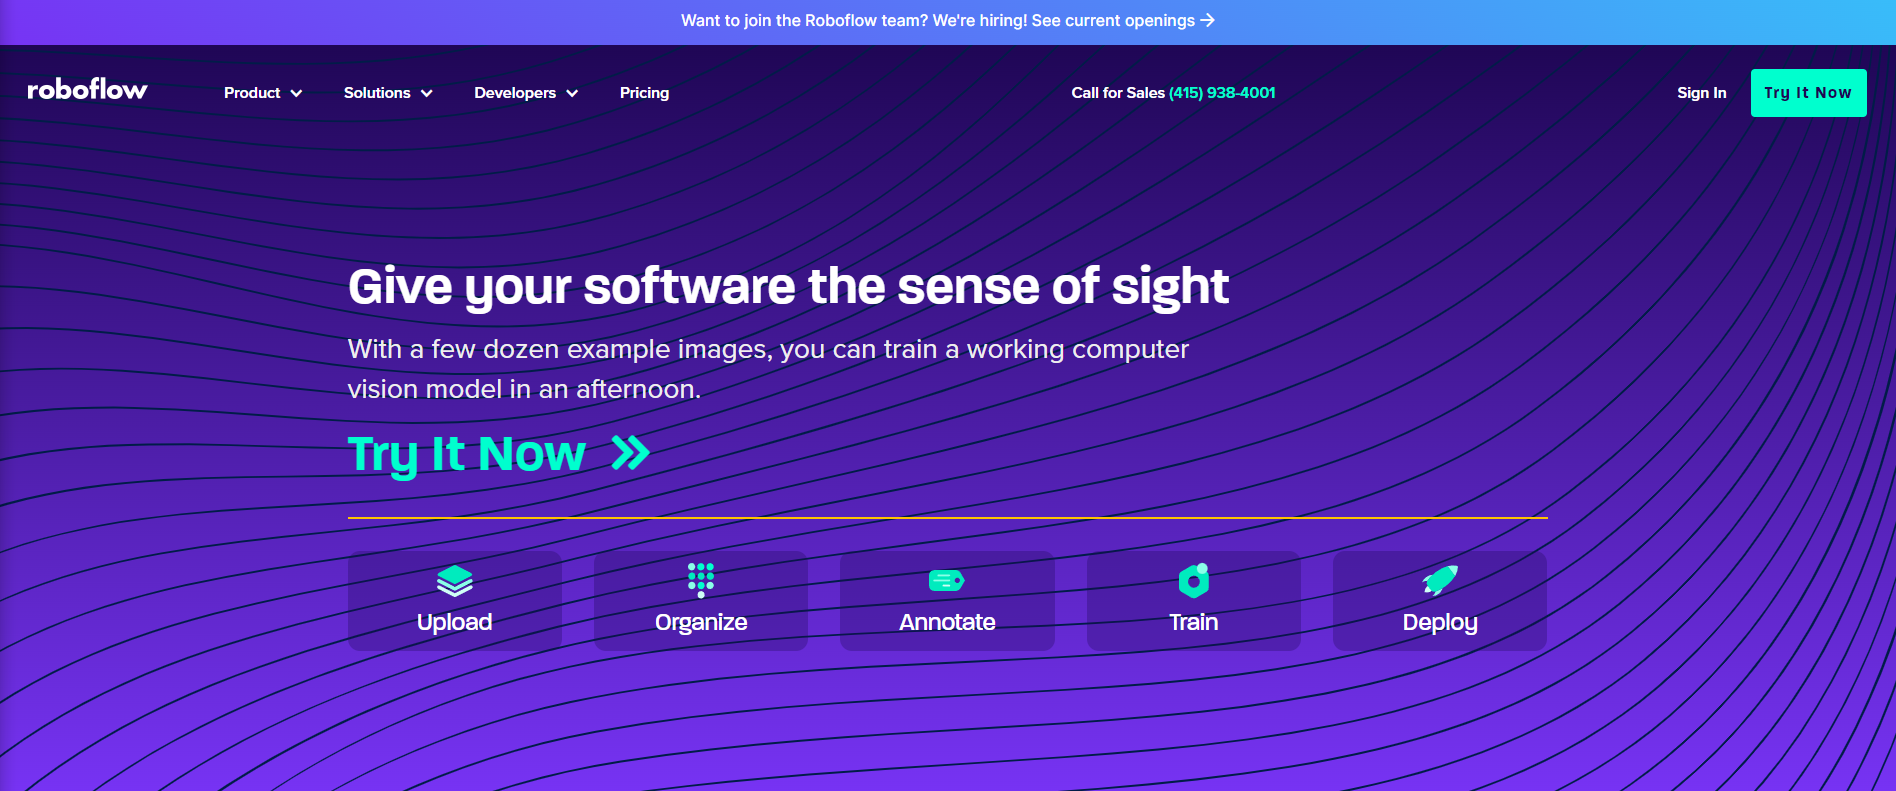 Want to join the Roboflow team? We're hiring! See current openings →
roboflow
Product
Solutions
Developers
Pricing
Call for Sales (415) 938-4001
Sign In
Try It Now
Give your software the sense of sight
With a few dozen example images, you can train a working computer
vision model in an afternoon.
Try It Now
Upload
Organize
Annotate
Train
Deploy